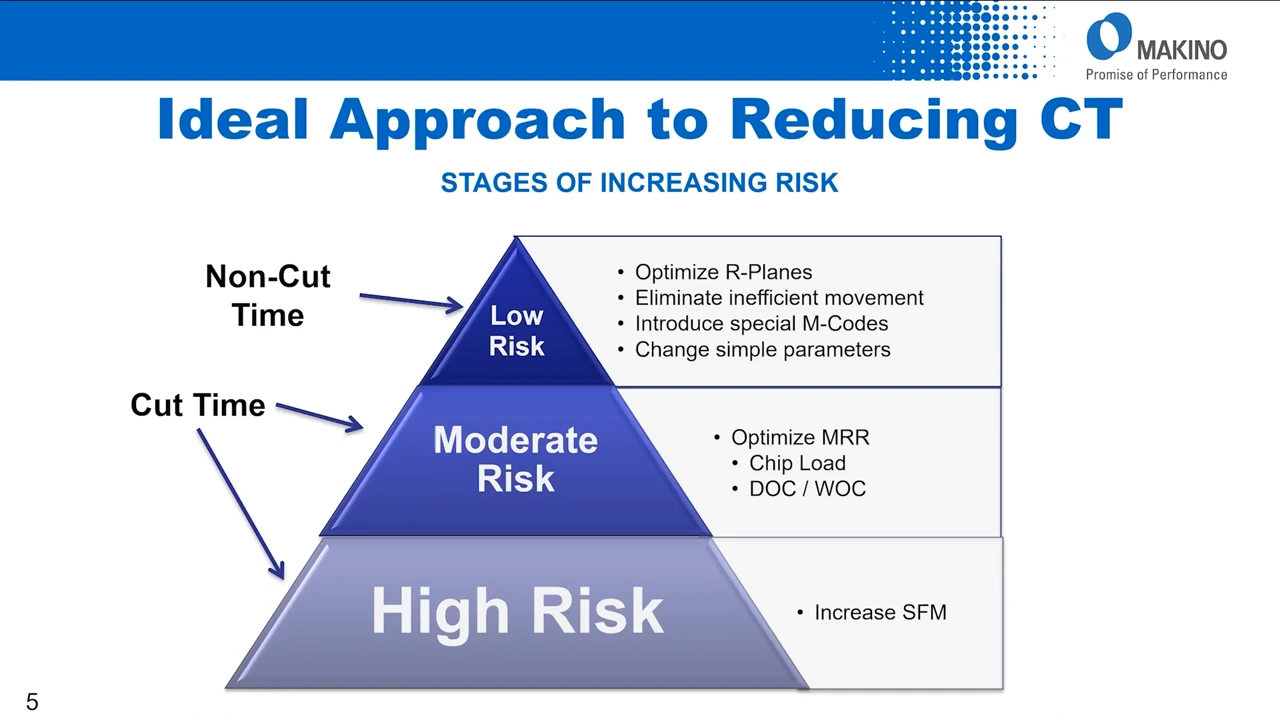 MAKINO
Promise of Performance
Ideal Approach to Reducing CT
STAGES OF INCREASING RISK
Non-Cut
Time
Low
Risk
• Optimize R-Planes
• Eliminate inefficient movement
• Introduce special M-Codes
• Change simple parameters
Cut Time
Moderate
Risk
• Optimize MRR
• Chip Load
• DOC / WOC
High Risk
• Increase SFM
5